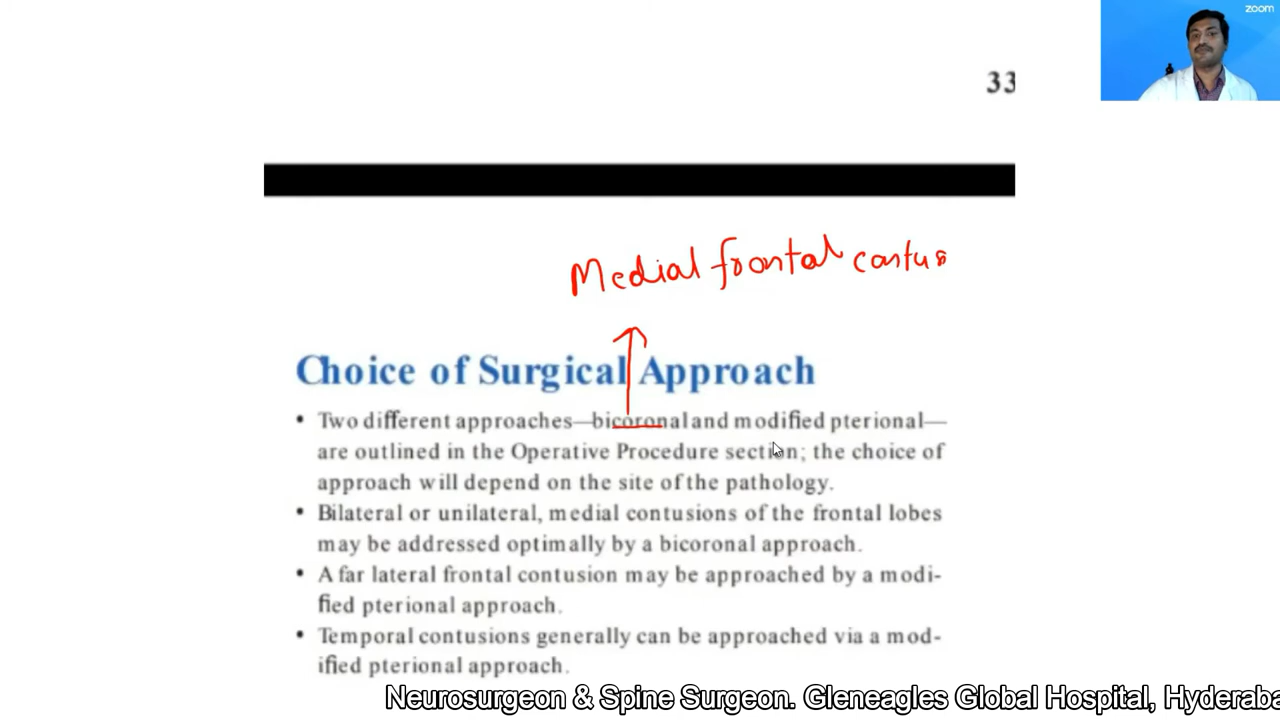 zoom
33
Medial frontal contus
Choice of Surgical Approach
• Two different approaches—bicoronal and modified pterional—
are outlined in the Operative Procedure section; the choice of
approach will depend on the site of the pathology.
• Bilateral or unilateral, medial contusions of the frontal lobes
may be addressed optimally by a bicoronal approach.
• A far lateral frontal contusion may be approached by a modi-
fied pterional approach.
• Temporal contusions generally can be approached via a mod-
ified pterional approach.
Neurosurgeon & Spine Surgeon. Gleneagles Global Hospital, Hyderaba